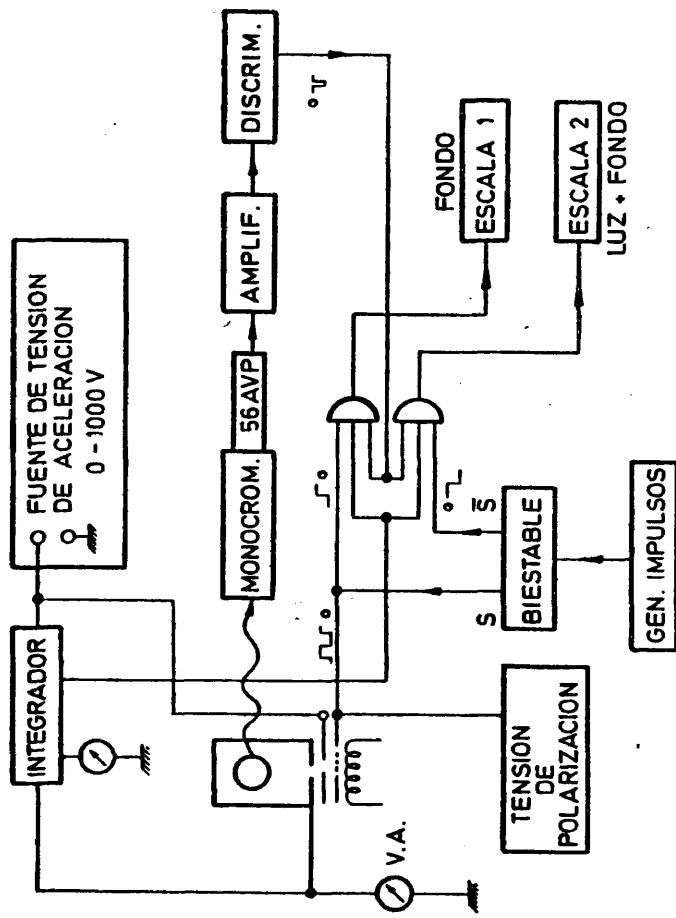 FUENTE DE TENSION
DE ACELERACION
0 - 1000 V
INTEGRADOR
MONOCROM.
56 AVP
AMPLIF.
DISCRIM.
V.A.
TENSION
DE
POLARIZACION
S
S̅
BIESTABLE
GEN. IMPULSOS
FONDO
ESCALA 1
ESCALA 2
LUZ + FONDO